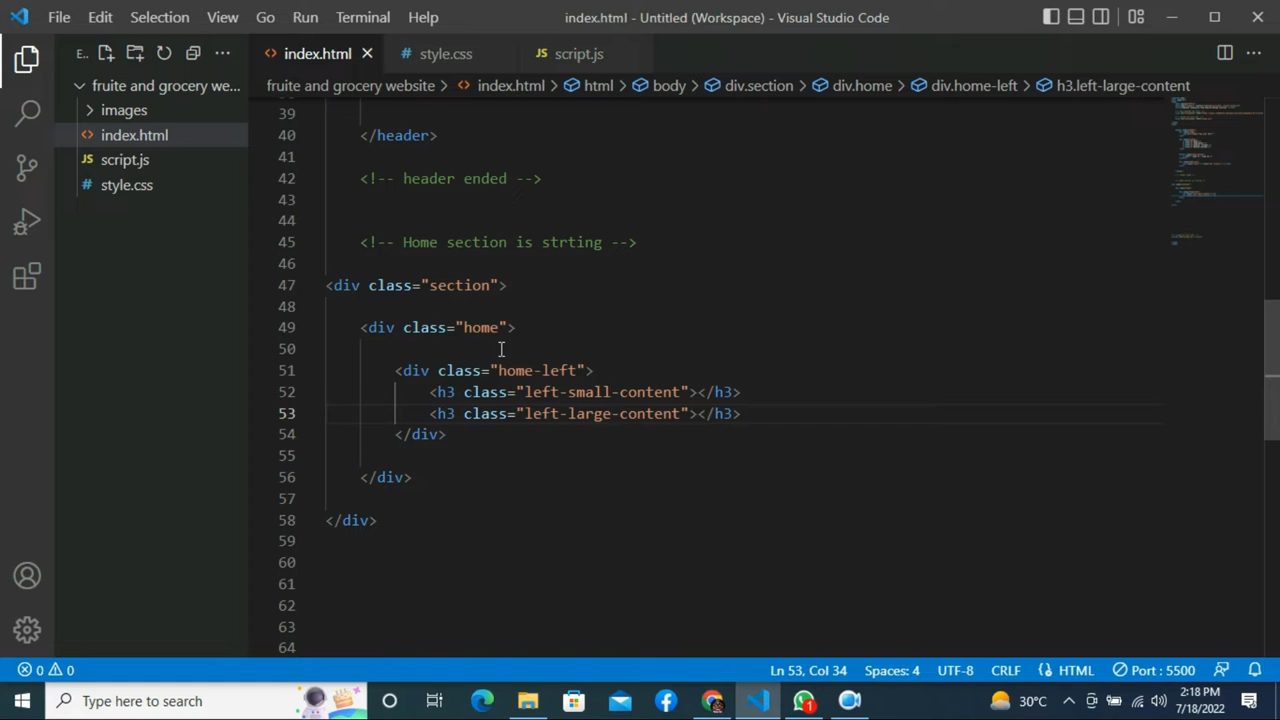 File Edit Selection View Go Run Terminal Help index.html - Untitled (Workspace) - Visual Studio Code
E.. index.html style.css JS script.js
fruite and grocery we... fruite and grocery website > index.html > html > body > div.section > div.home > div.home-left > h3.left-large-content
images
index.html
JS script.js
style.css
39
40 </header>
41
42 <!-- header ended -->
43
44
45 <!-- Home section is strting -->
46
47 <div class="section">
48
49 <div class="home">
50
51 <div class="home-left">
52 <h3 class="left-small-content"></h3>
53 <h3 class="left-large-content"></h3>
54 </div>
55
56 </div>
57
58 </div>
59
60
61
62
63
64
0 0 Ln 53, Col 34 Spaces: 4 UTF-8 CRLF HTML Port : 5500
Type here to search 1 30°C 2:18 PM
7/18/2022